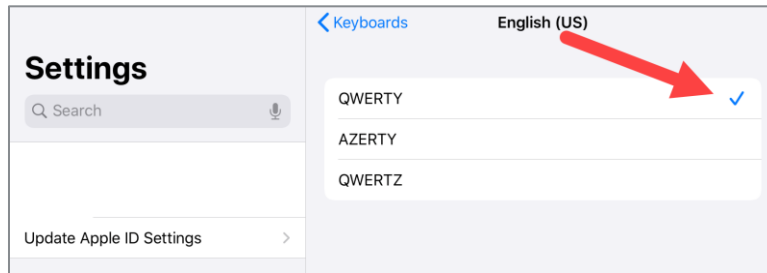 Settings
Search
Update Apple ID Settings
Keyboards
English (US)
QWERTY
AZERTY
QWERTZ